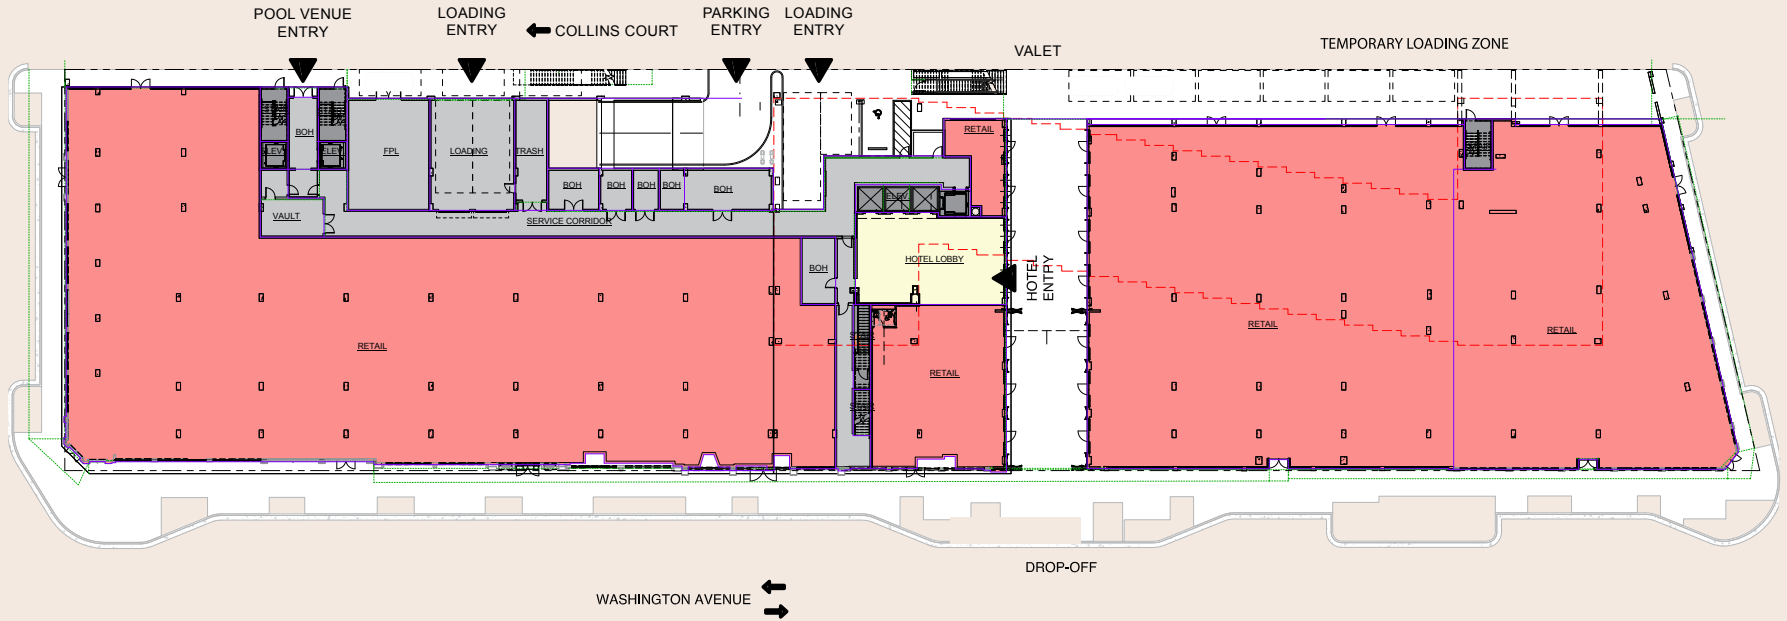 POOL VENUE
ENTRY
LOADING
ENTRY
COLLINS COURT
PARKING
ENTRY
LOADING
ENTRY
VALET
TEMPORARY LOADING ZONE
BOH
ELEV
ELEV
FPL
LOADING
TRASH
RETAIL
BOH
BOH
BOH
BOH
BOH
ELEV
VAULT
SERVICE CORRIDOR
BOH
HOTEL LOBBY
HOTEL
ENTRY
RETAIL
RETAIL
RETAIL
RETAIL
DROP-OFF
WASHINGTON AVENUE